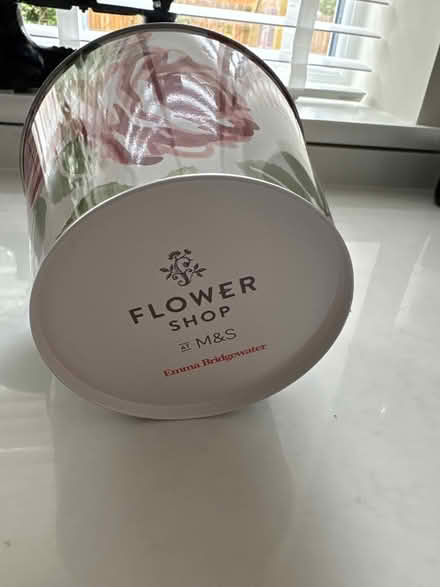 FLOWER
SHOP
AT M&S
Emma Bridgewater